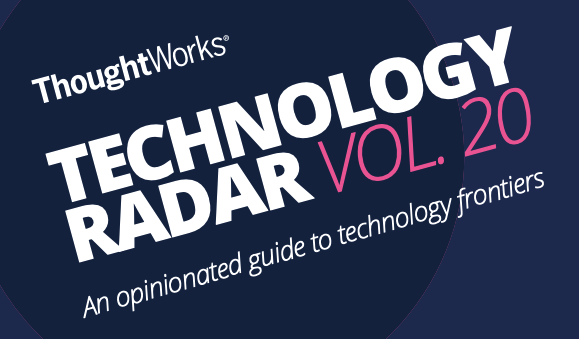 ThoughtWorks®
TECHNOLOGY
RADAR VOL. 20
An opinionated guide to technology frontiers